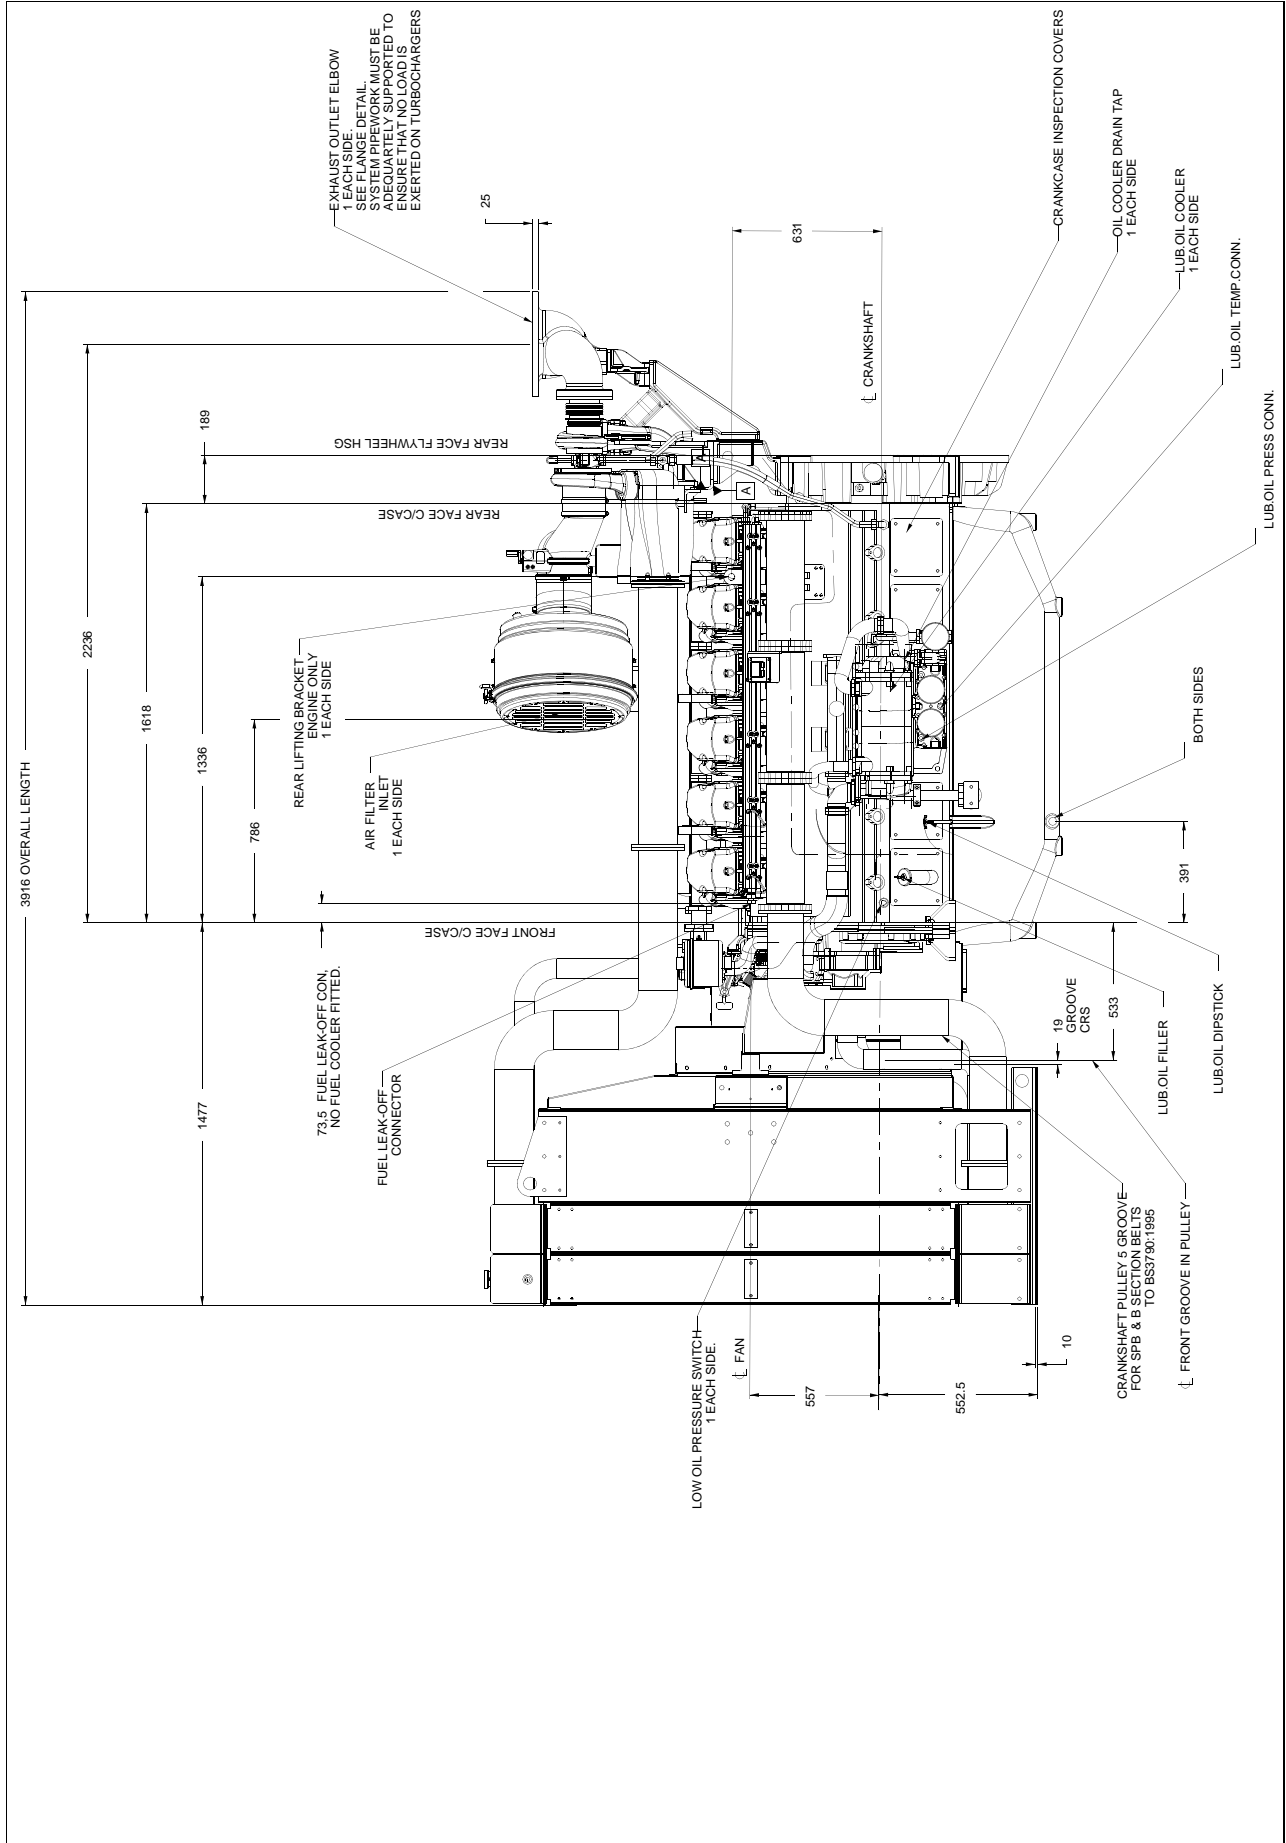 3916 OVERALL LENGTH
2236
1618
189
1336
1477
786
EXHAUST OUTLET ELBOW
1 EACH SIDE.
SEE FLANGE DETAIL.
SYSTEM PIPEWORK MUST BE
ADEQUARTELY SUPPORTED TO
ENSURE THAT NO LOAD IS
EXERTED ON TURBOCHARGERS
25
REAR LIFTING BRACKET
ENGINE ONLY
1 EACH SIDE
AIR FILTER
INLET
1 EACH SIDE
73.5 FUEL LEAK-OFF CON,
NO FUEL COOLER FITTED.
FUEL LEAK-OFF
CONNECTOR
REAR FACE FLYWHEEL HSG
REAR FACE C/CASE
FRONT FACE C/CASE
A
A
631
℄ CRANKSHAFT
LOW OIL PRESSURE SWITCH
1 EACH SIDE.
℄ FAN
557
552.5
10
CRANKCASE INSPECTION COVERS
OIL COOLER DRAIN TAP
1 EACH SIDE
LUB.OIL COOLER
1 EACH SIDE
LUB.OIL TEMP.CONN.
LUB.OIL PRESS CONN.
BOTH SIDES
391
533
19
GROOVE
CRS
LUB.OIL FILLER
LUB.OIL DIPSTICK
CRANKSHAFT PULLEY 5 GROOVE
FOR SPB & B SECTION BELTS
TO BS3790:1995
℄ FRONT GROOVE IN PULLEY